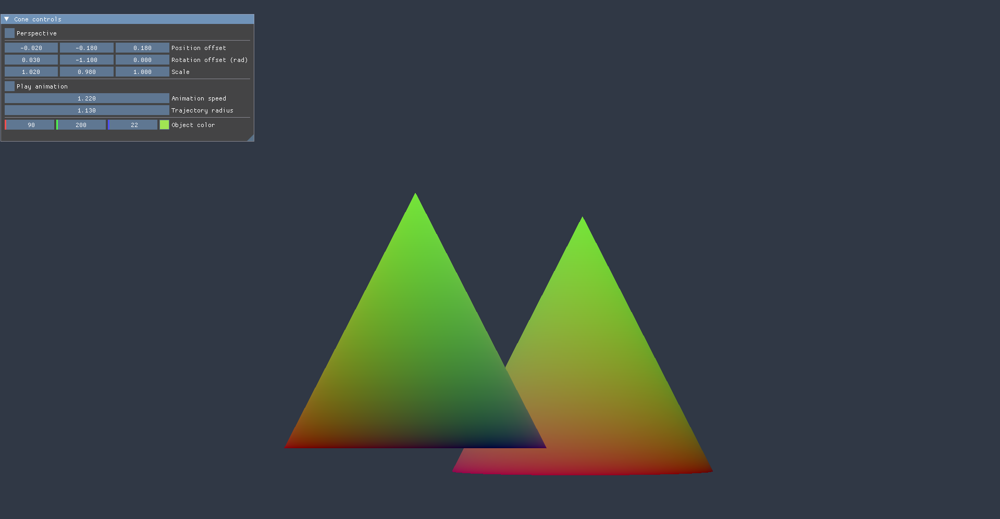 Cone controls
Perspective
-0.020 -0.180 0.180 Position offset
0.030 -1.100 0.000 Rotation offset (rad)
1.020 0.980 1.000 Scale
Play animation
1.220 Animation speed
1.130 Trajectory radius
90 200 22 Object color